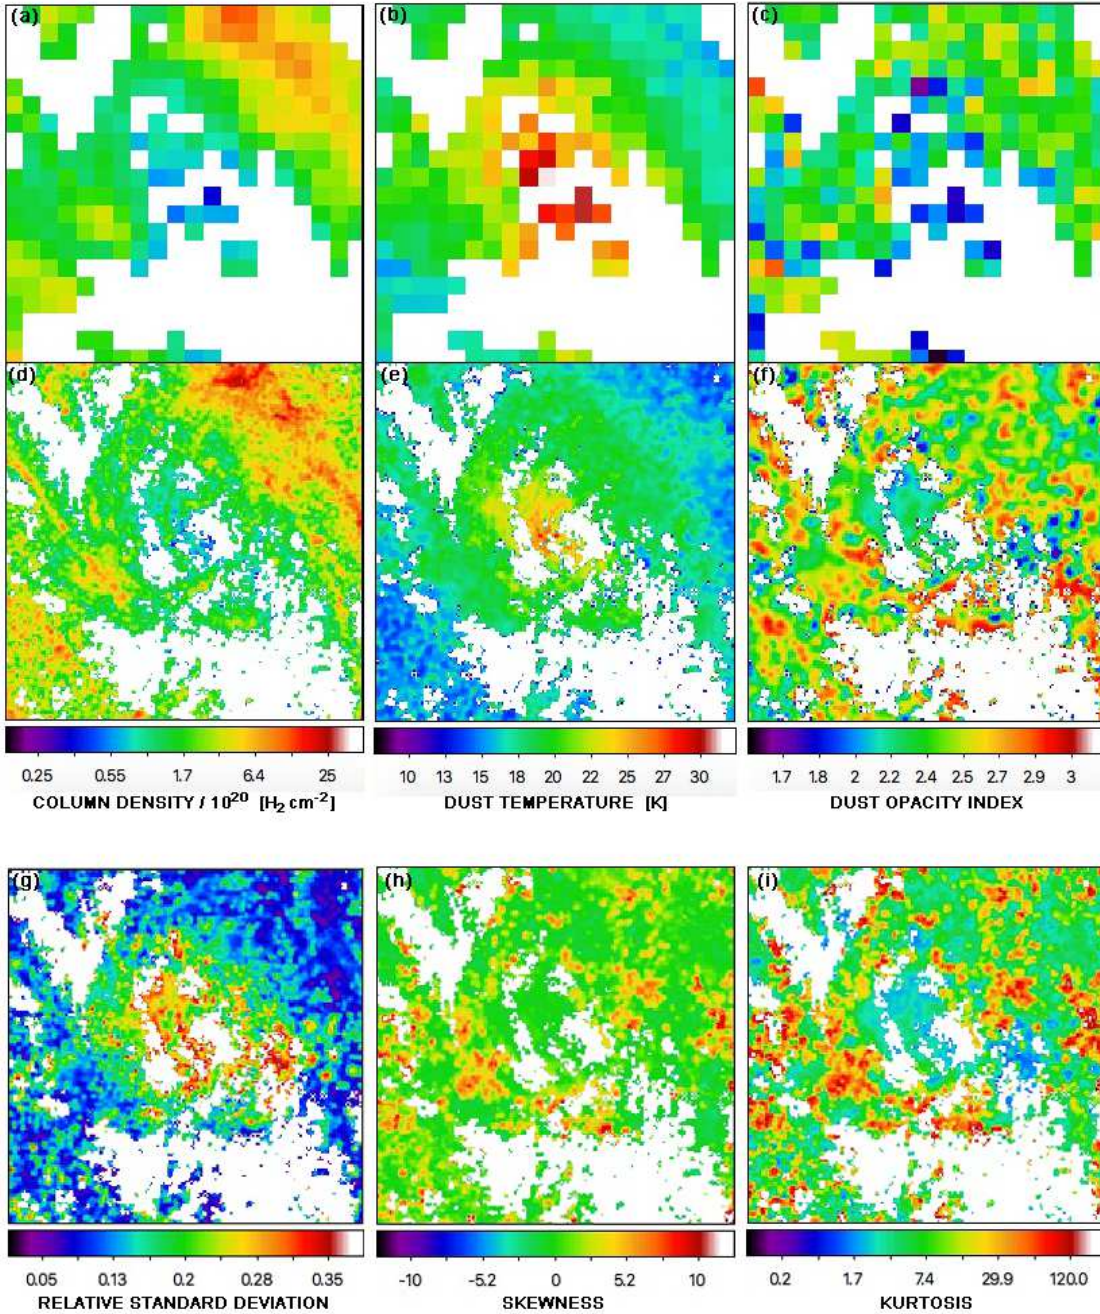 (a) (b) (c)
(d) (e) (f)
0.25 0.55 1.7 6.4 25 10 13 15 18 20 22 25 27 30 1.7 1.8 2 2.2 2.4 2.5 2.7 2.9 3
COLUMN DENSITY / 10²⁰ [H₂ cm⁻²] DUST TEMPERATURE [K] DUST OPACITY INDEX
(g) (h) (i)
0.05 0.13 0.2 0.28 0.35 -10 -5.2 0 5.2 10 0.2 1.7 7.4 29.9 120.0
RELATIVE STANDARD DEVIATION SKEWNESS KURTOSIS